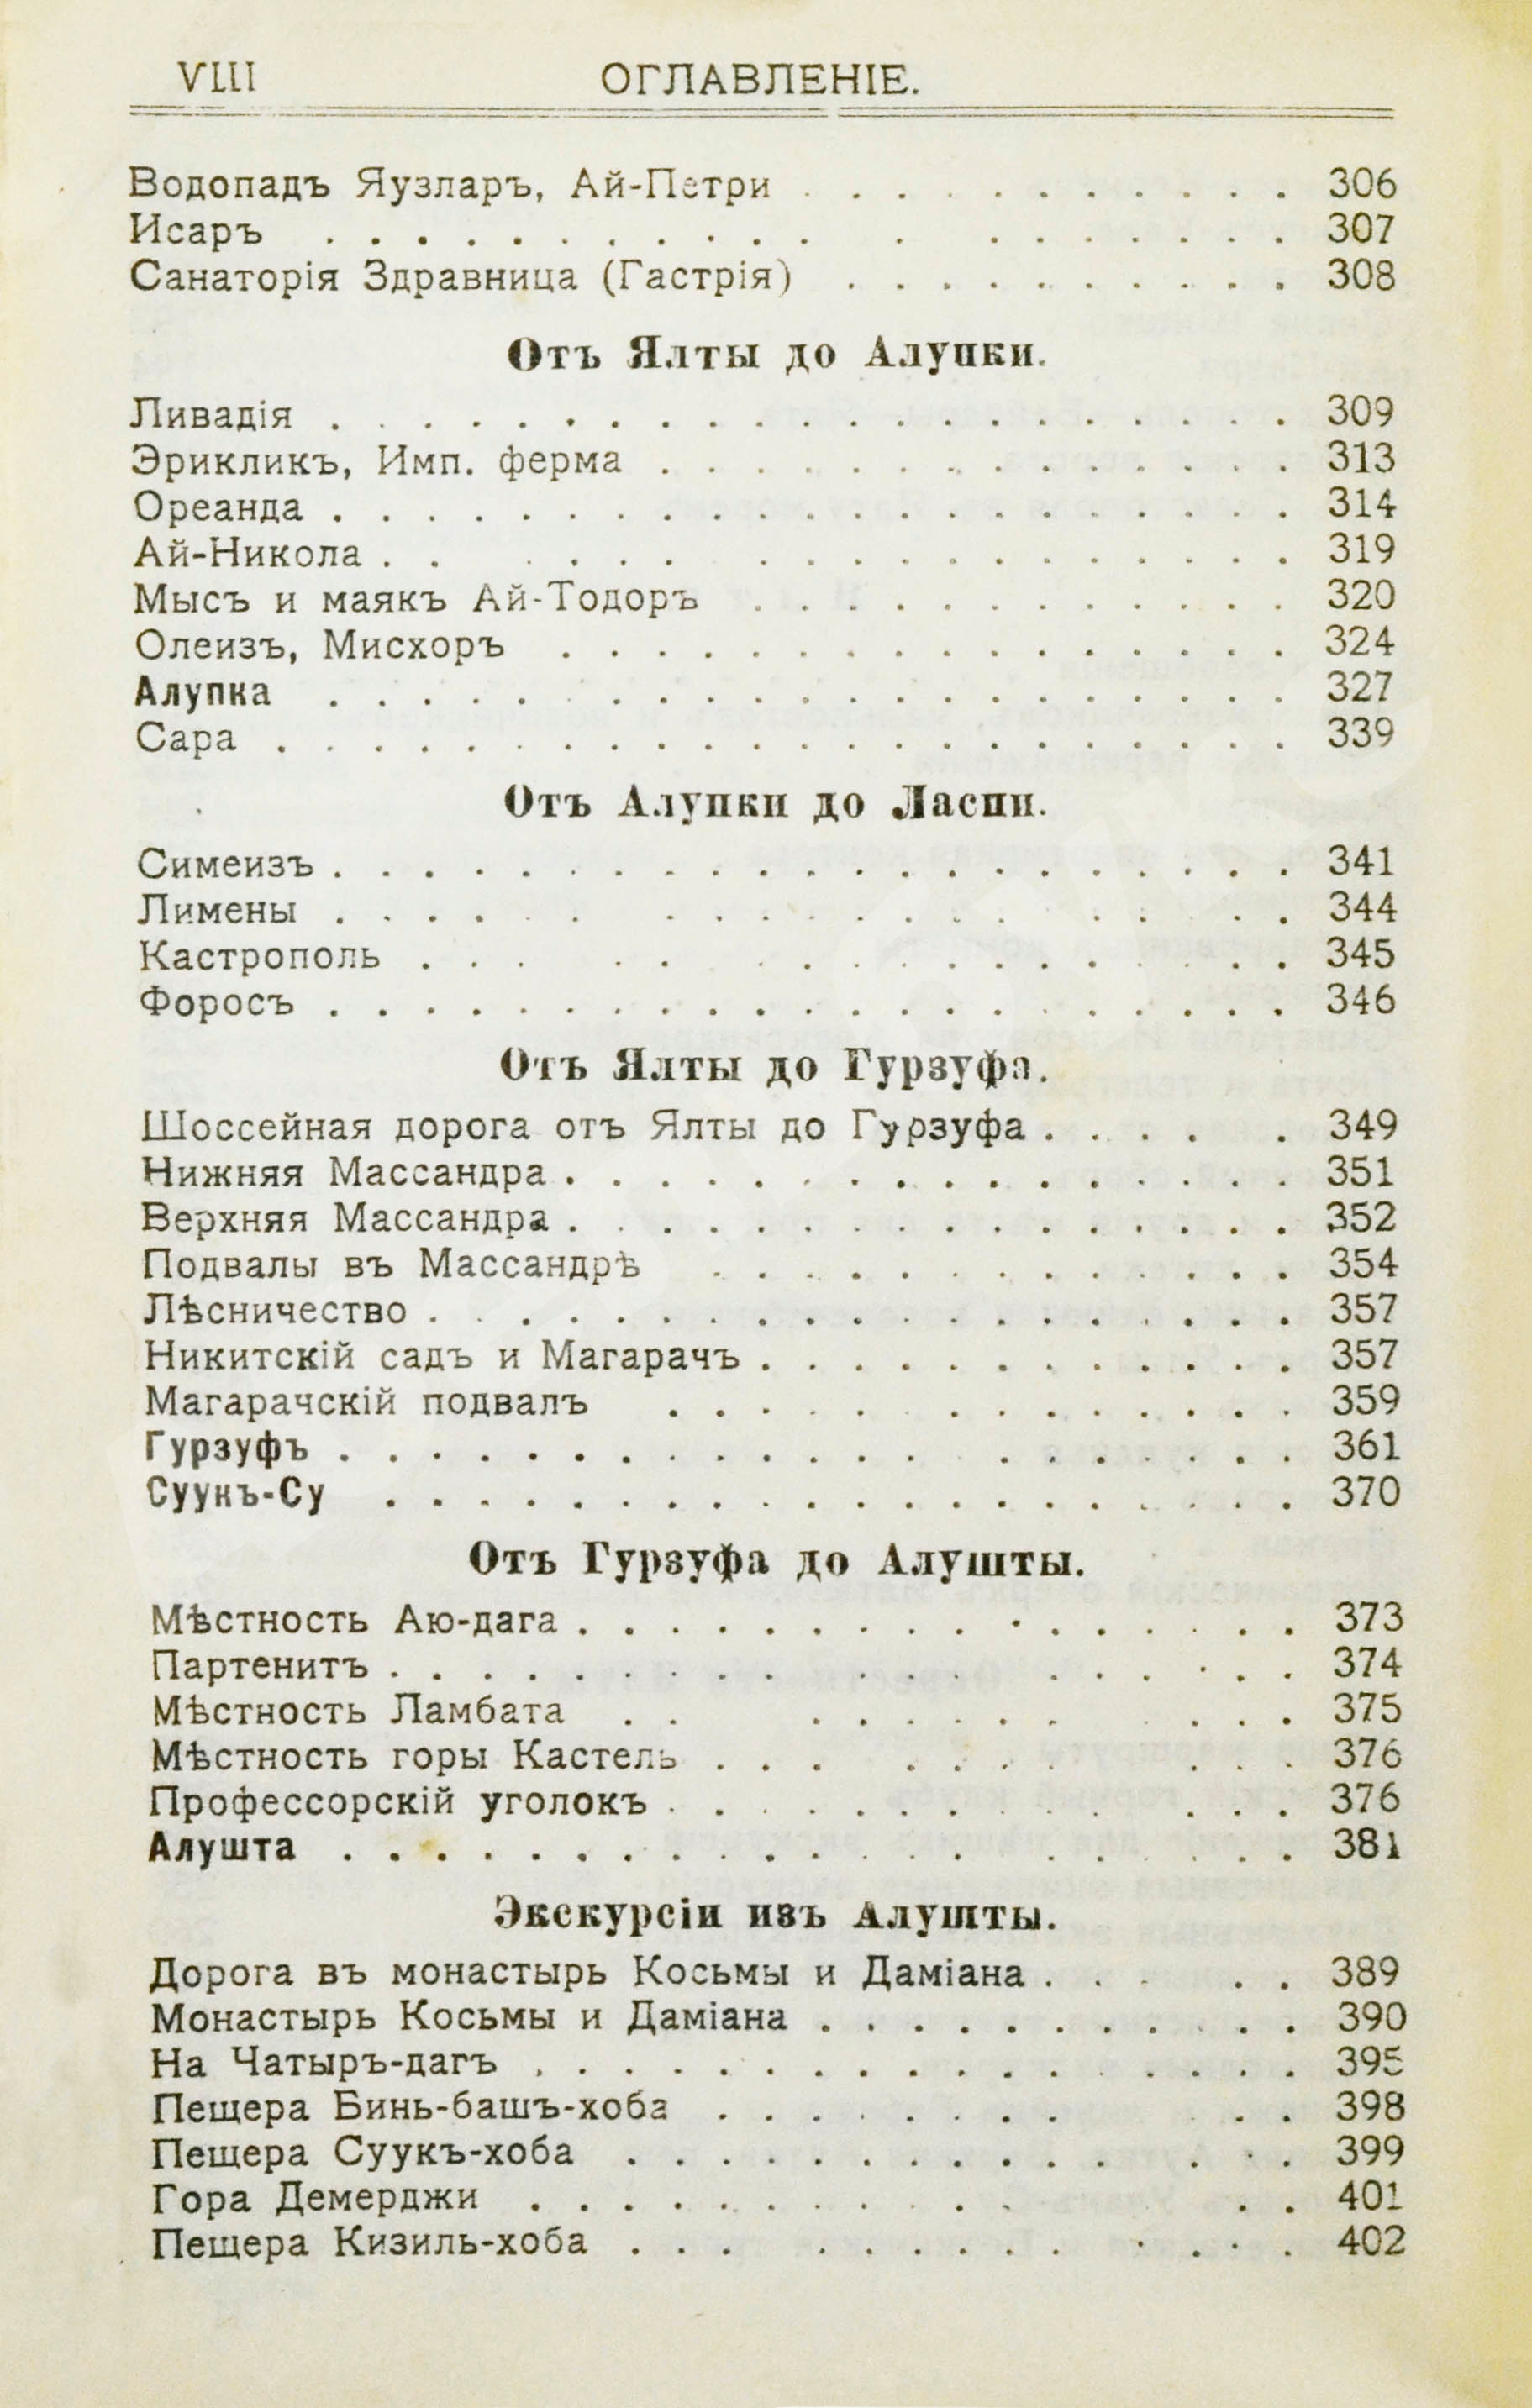 VIII ОГЛАВЛЕНІЕ.
Водопадъ Яузларъ, Ай-Петри . . . . . . . . . . . 306
Исаръ . . . . . . . . . . . . . . . . . . . 307
Санаторія Здравница (Гастрія) . . . . . . . . . . 308
Отъ Ялты до Алупки.
Ливадія . . . . . . . . . . . . . . . . . . . . . 309
Эрикликъ, Имп. ферма . . . . . . . . . . . . . . 313
Ореанда . . . . . . . . . . . . . . . . . . . . . 314
Ай-Никола . . . . . . . . . . . . . . . . . . 319
Мысъ и маякъ Ай-Тодоръ . . . . . . . . . . . . 320
Олеизъ, Мисхоръ . . . . . . . . . . . . . . . . 324
Алупка . . . . . . . . . . . . . . . . . . . . . 327
Сара . . . . . . . . . . . . . . . . . . . . . . 339
Отъ Алупки до Ласпи.
Симеизъ . . . . . . . . . . . . . . . . . . . . . 341
Лимены . . . . . . . . . . . . . . . . . . 344
Кастрополь . . . . . . . . . . . . . . . . . 345
Форосъ . . . . . . . . . . . . . . . . . . . . . 346
Отъ Ялты до Гурзуфа.
Шоссейная дорога отъ Ялты до Гурзуфа . . . . . 349
Нижняя Массандра . . . . . . . . . . . . . . . . 351
Верхняя Массандра . . . . . . . . . . . . . . . . 352
Подвалы въ Массандрѣ . . . . . . . . . . . . . 354
Лѣсничество . . . . . . . . . . . . . . . . . . . 357
Никитскій садъ и Магарачъ . . . . . . . . . . . . 357
Магарачскій подвалъ . . . . . . . . . . . . . 359
Гурзуфъ . . . . . . . . . . . . . . . . . . . . 361
Суукъ-Су . . . . . . . . . . . . . . . . . . . . 370
Отъ Гурзуфа до Алушты.
Мѣстность Аю-дага . . . . . . . . . . . . . . . . 373
Партенитъ . . . . . . . . . . . . . . . . . . . 374
Мѣстность Ламбата . . . . . . . . . . . 375
Мѣстность горы Кастель . . . . . . . . . . 376
Профессорскій уголокъ . . . . . . . . . . . . 376
Алушта . . . . . . . . . . . . . . . . . . . . 381
Экскурсіи изъ Алушты.
Дорога въ монастырь Косьмы и Даміана . . . . . 389
Монастырь Косьмы и Даміана . . . . . . . . . . . 390
На Чатыръ-дагъ . . . . . . . . . . . . . . . . . 395
Пещера Бинь-башъ-хоба . . . . . . . . . . 398
Пещера Суукъ-хоба . . . . . . . . . . . . . . 399
Гора Демерджи . . . . . . . . . . . . . 401
Пещера Кизиль-хоба . . . . . . . . . . . . . 402